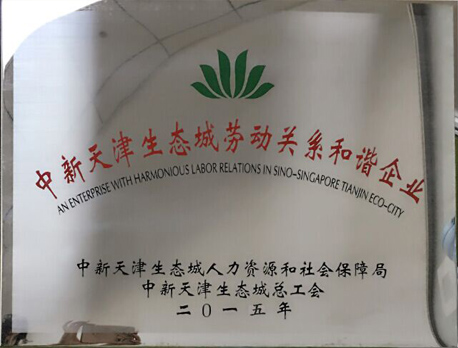 中新天津生态城劳动关系和谐企业
AN ENTERPRISE WITH HARMONIOUS LABOR RELATIONS IN SINO-SINGAPORE TIANJIN ECO-CITY
中新天津生态城人力资源和社会保障局
中新天津生态城总工会
二〇一五年